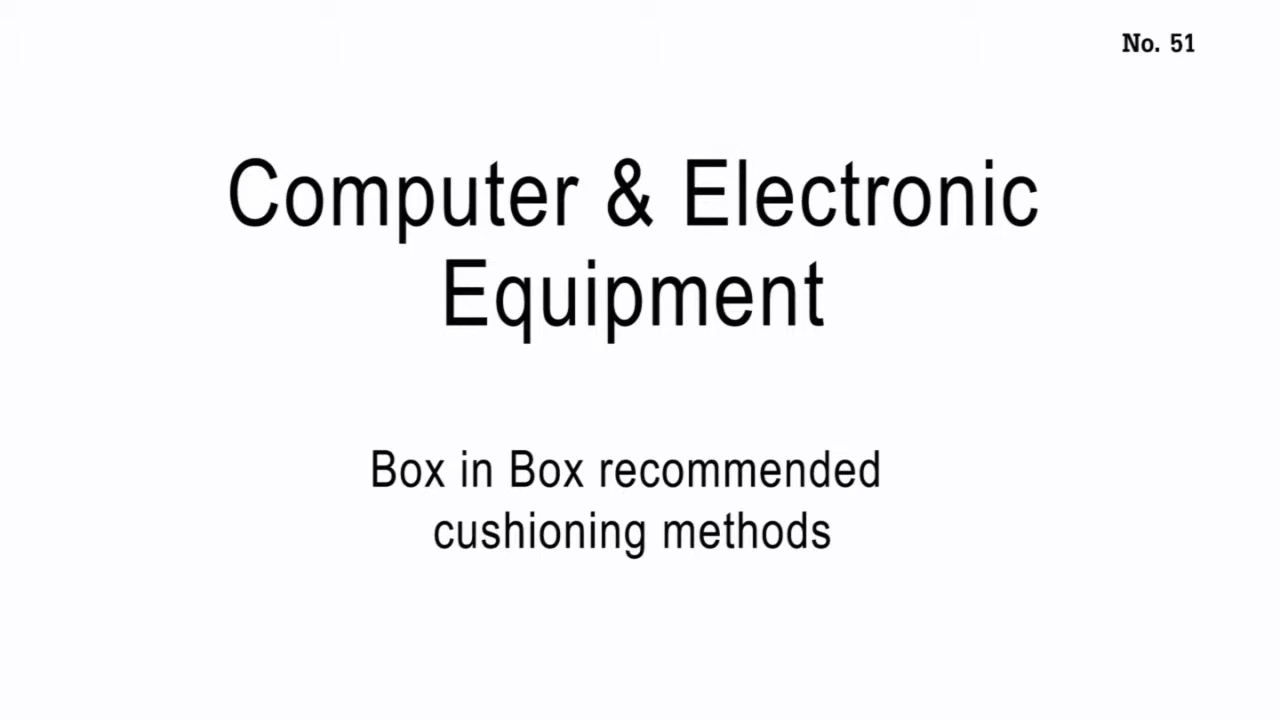 No. 51
Computer & Electronic
Equipment
Box in Box recommended
cushioning methods